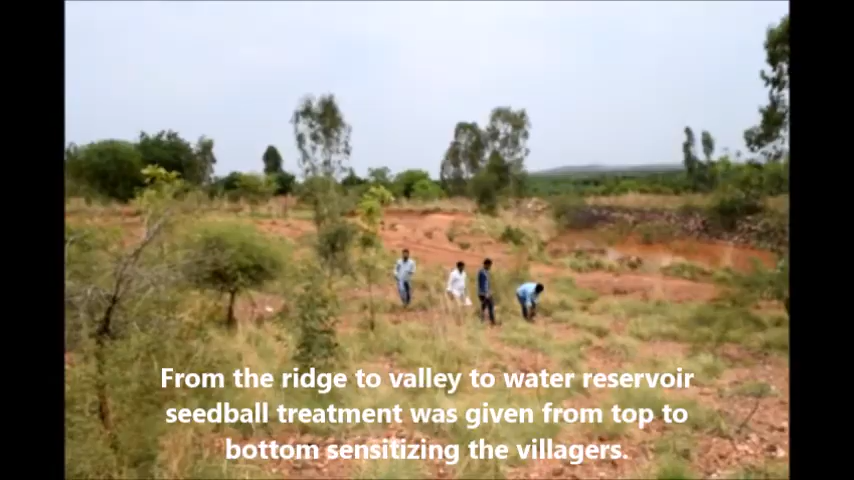 From the ridge to valley to water reservoir
seedball treatment was given from top to
bottom sensitizing the villagers.